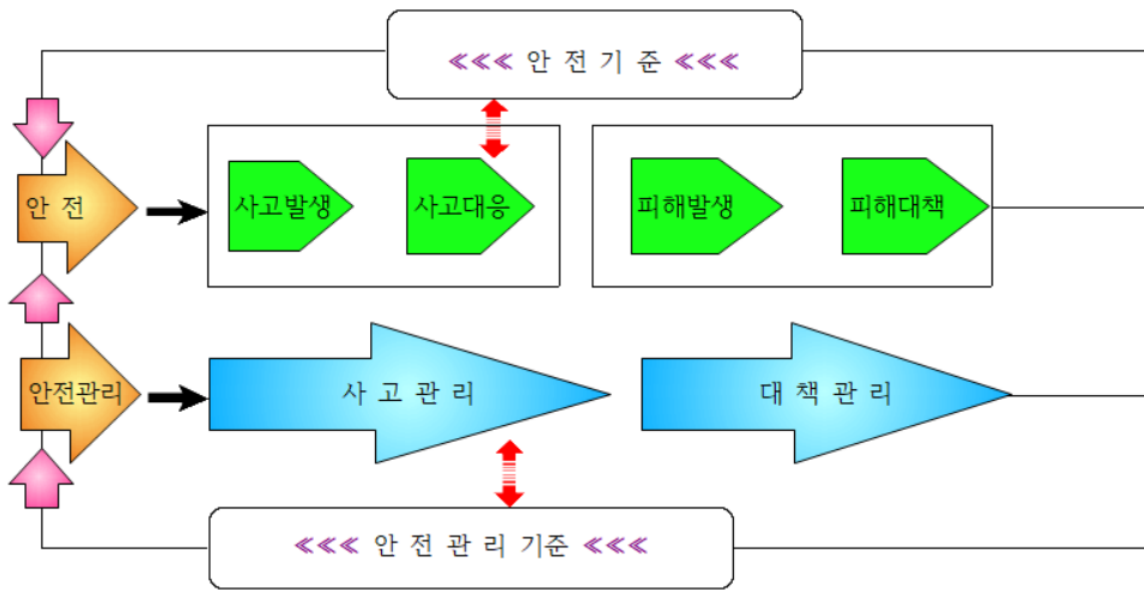 ≪≪≪ 안 전 기 준 ≪≪≪
안 전
사고발생
사고대응
피해발생
피해대책
안전관리
사 고 관 리
대 책 관 리
≪≪≪ 안 전 관 리 기준 ≪≪≪